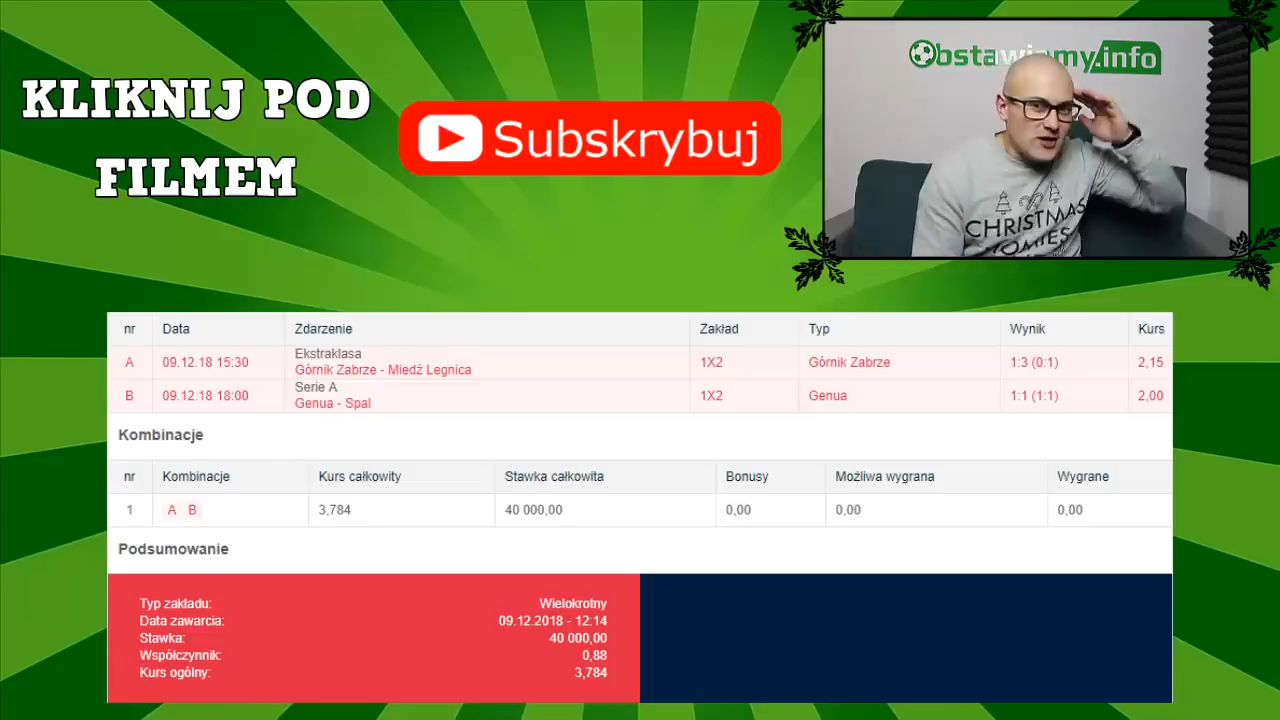 KLIKNIJ POD
FILMEM
Subskrybuj
Obstawiamy.info
CHRISTMAS
nr Data Zdarzenie Zakład Typ Wynik Kurs
A 09.12.18 15:30 Ekstraklasa
Górnik Zabrze - Miedź Legnica 1X2 Górnik Zabrze 1:3 (0:1) 2,15
B 09.12.18 18:00 Serie A
Genua - Spal 1X2 Genua 1:1 (1:1) 2,00
Kombinacje
nr Kombinacje Kurs całkowity Stawka całkowita Bonusy Możliwa wygrana Wygrane
1 A B 3,784 40 000,00 0,00 0,00 0,00
Podsumowanie
Typ zakładu: Wielokrotny
Data zawarcia: 09.12.2018 - 12:14
Stawka: 40 000,00
Współczynnik: 0,88
Kurs ogólny: 3,784